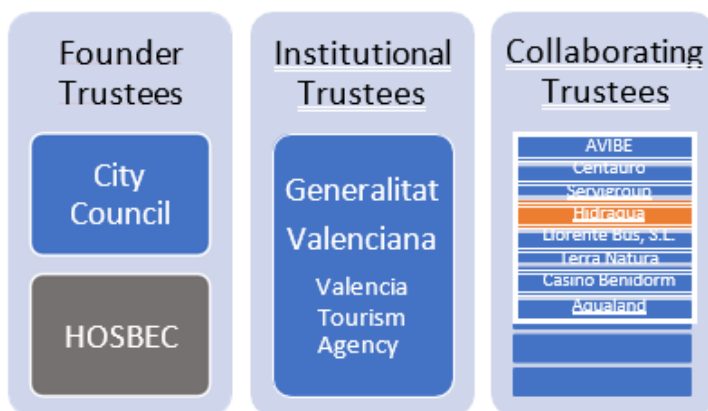 Founder
Trustees
City
Council
HOSBEC
Institutional
Trustees
Generalitat
Valenciana
Valencia
Tourism
Agency
Collaborating
Trustees
AVIBE
Centauro
Servigroup
Hidraqua
Llorente Bus, S.L.
Terra Natura
Casino Benidorm
Aqualand